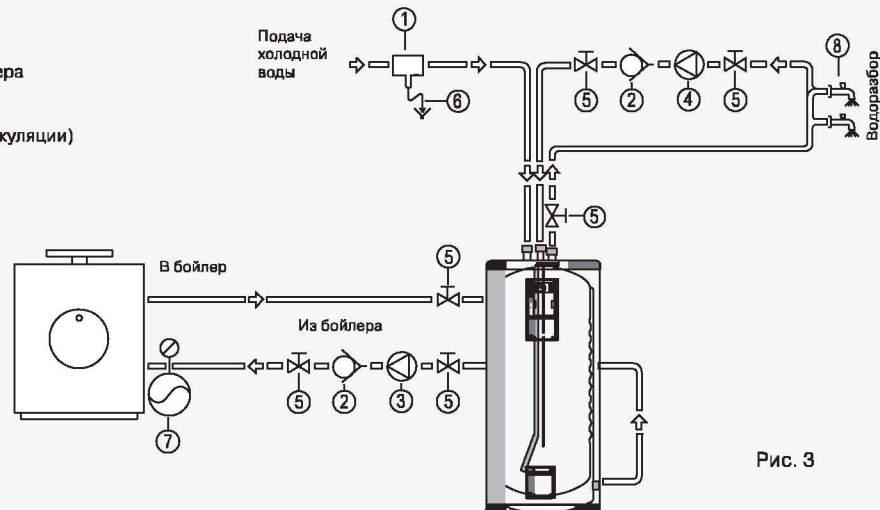 ера
куляции)
Подача
холодной
воды
1
6
5
2
4
5
8
Водоразбор
5
В бойлер
5
Из бойлера
5
2
3
5
7
Рис. 3